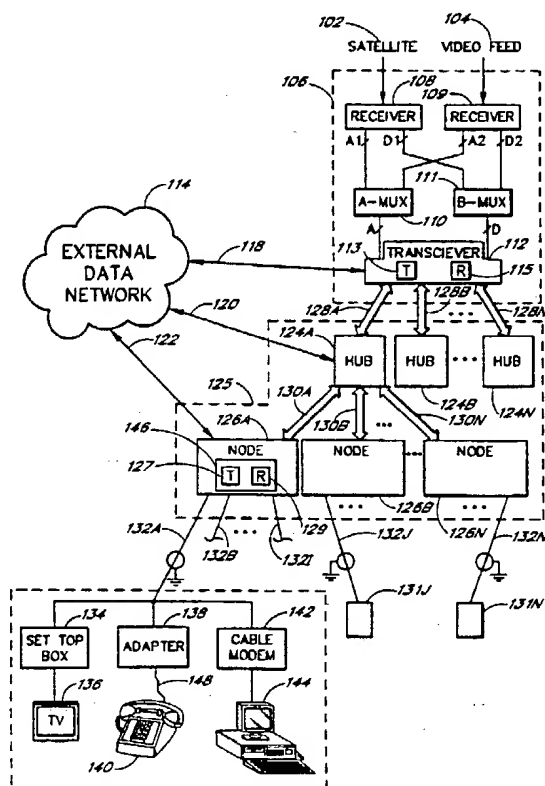 102 104
SATELLITE VIDEO FEED
106 108 109
RECEIVER RECEIVER
A1 D1 A2 D2
111
A-MUX B-MUX
114 A 110 D
112
TRANSCIEVER
113 T R 115
EXTERNAL
DATA
NETWORK
118
128A 128B ... 128N
120 124A
122
HUB HUB ... HUB
125 130A 124B 124N
130B ... 130N
146 126A
NODE NODE ... NODE
127 T R 129
126B 126N
132A ... ... ...
132B 132I 132J 132N
131J 131N
134 138 142
SET TOP
BOX
ADAPTER
CABLE
MODEM
136 148 144
TV
140